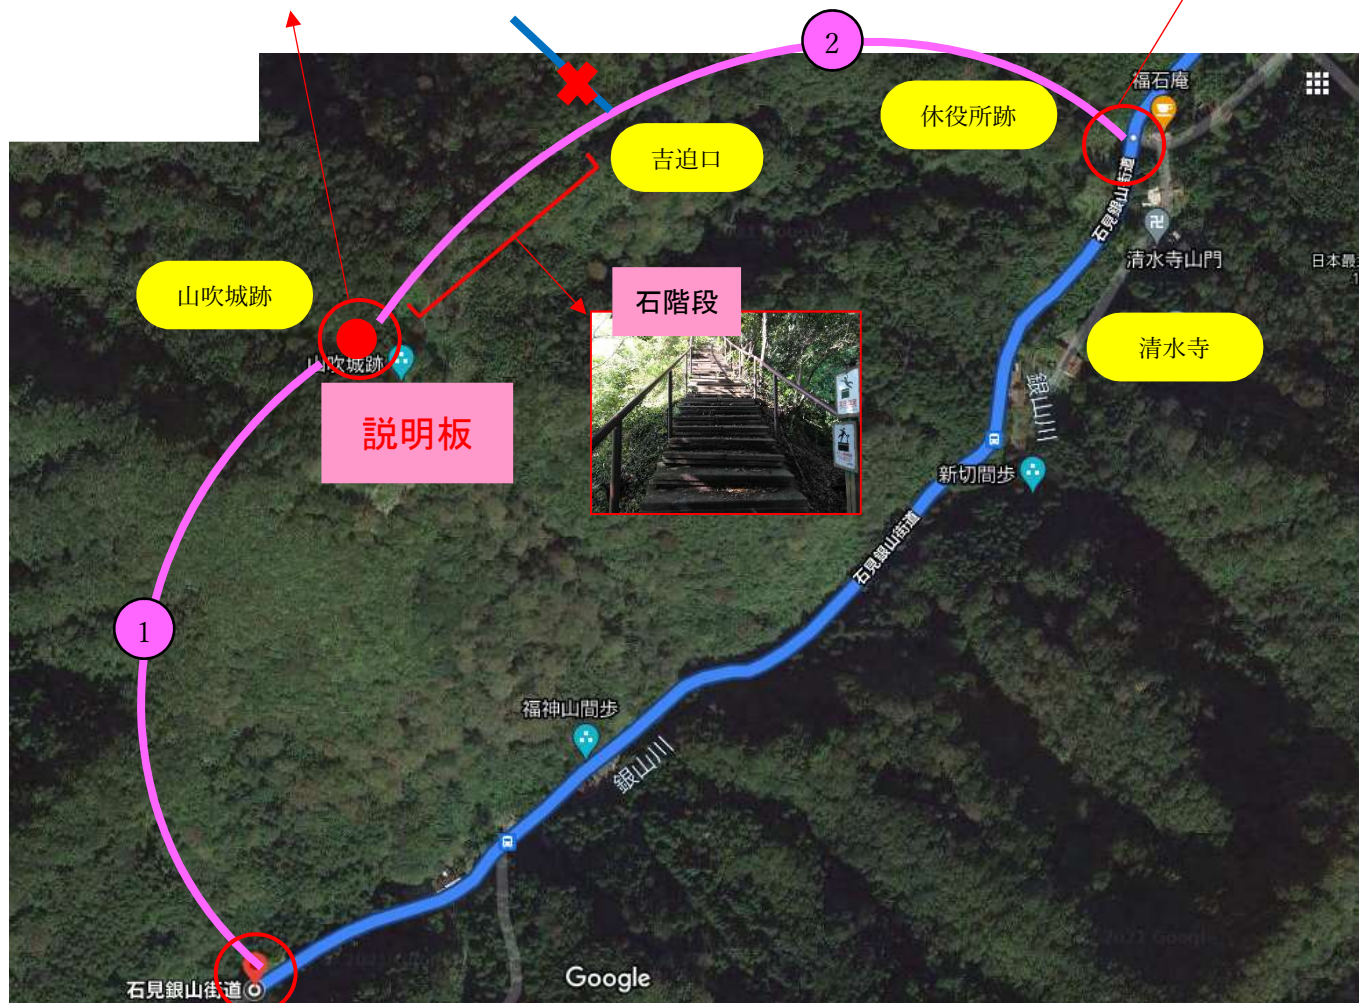 2
福石庵
休役所跡
吉迫口
石見銀山街道
清水寺山門
日本最
1
山吹城跡
石階段
山吹城跡
清水寺
銀山川
説明板
新切間歩
石見銀山街道
1
福神山間歩
銀山川
Google
石見銀山街道